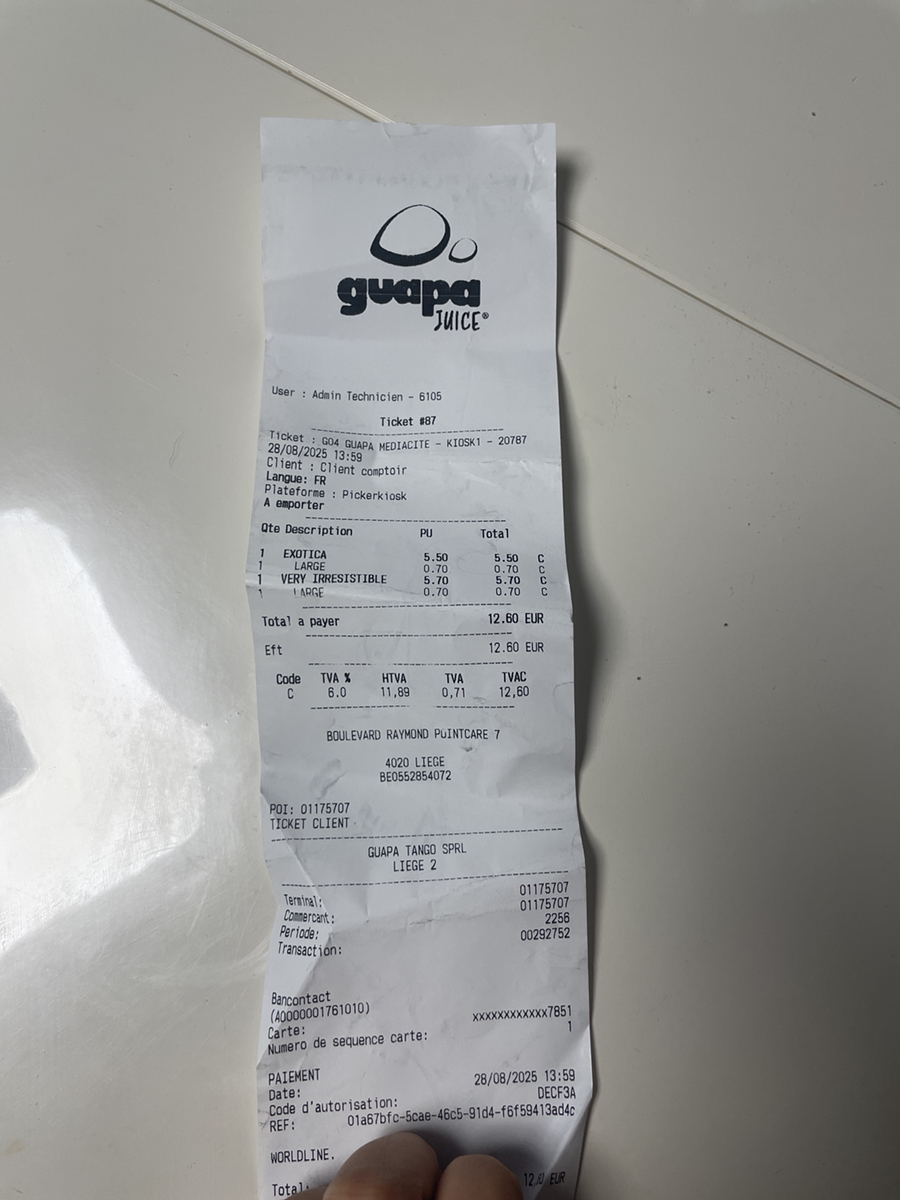 guapa
JUICE®
User : Admin Technicien - 6105
Ticket #87
Ticket : G04 GUAPA MEDIACITE - KIOSK1 - 20787
28/08/2025 13:59
Client : Client comptoir
Langue: FR
Plateforme : Pickerkiosk
A emporter
Qte Description PU Total
1 EXOTICA 5.50 5.50 C
1 LARGE 0.70 0.70 C
1 VERY IRRESISTIBLE 5.70 5.70 C
1 LARGE 0.70 0.70 C
Total a payer 12.60 EUR
Eft 12.60 EUR
Code TVA % HTVA TVA TVAC
C 6.0 11,89 0,71 12,60
BOULEVARD RAYMOND POINTCARE 7
4020 LIEGE
BE0552854072
POI: 01175707
TICKET CLIENT
GUAPA TANGO SPRL
LIEGE 2
Terminal: 01175707
Commercant: 01175707
Periode: 2256
Transaction: 00292752
Bancontact
(A0000001761010)
Carte: xxxxxxxxxxxx7851
Numero de sequence carte: 1
PAIEMENT
Date: 28/08/2025 13:59
Code d'autorisation: DECF3A
REF: 01a67bfc-5cae-46c5-91d4-f6f59413ad4c
WORLDLINE.
Total: EUR